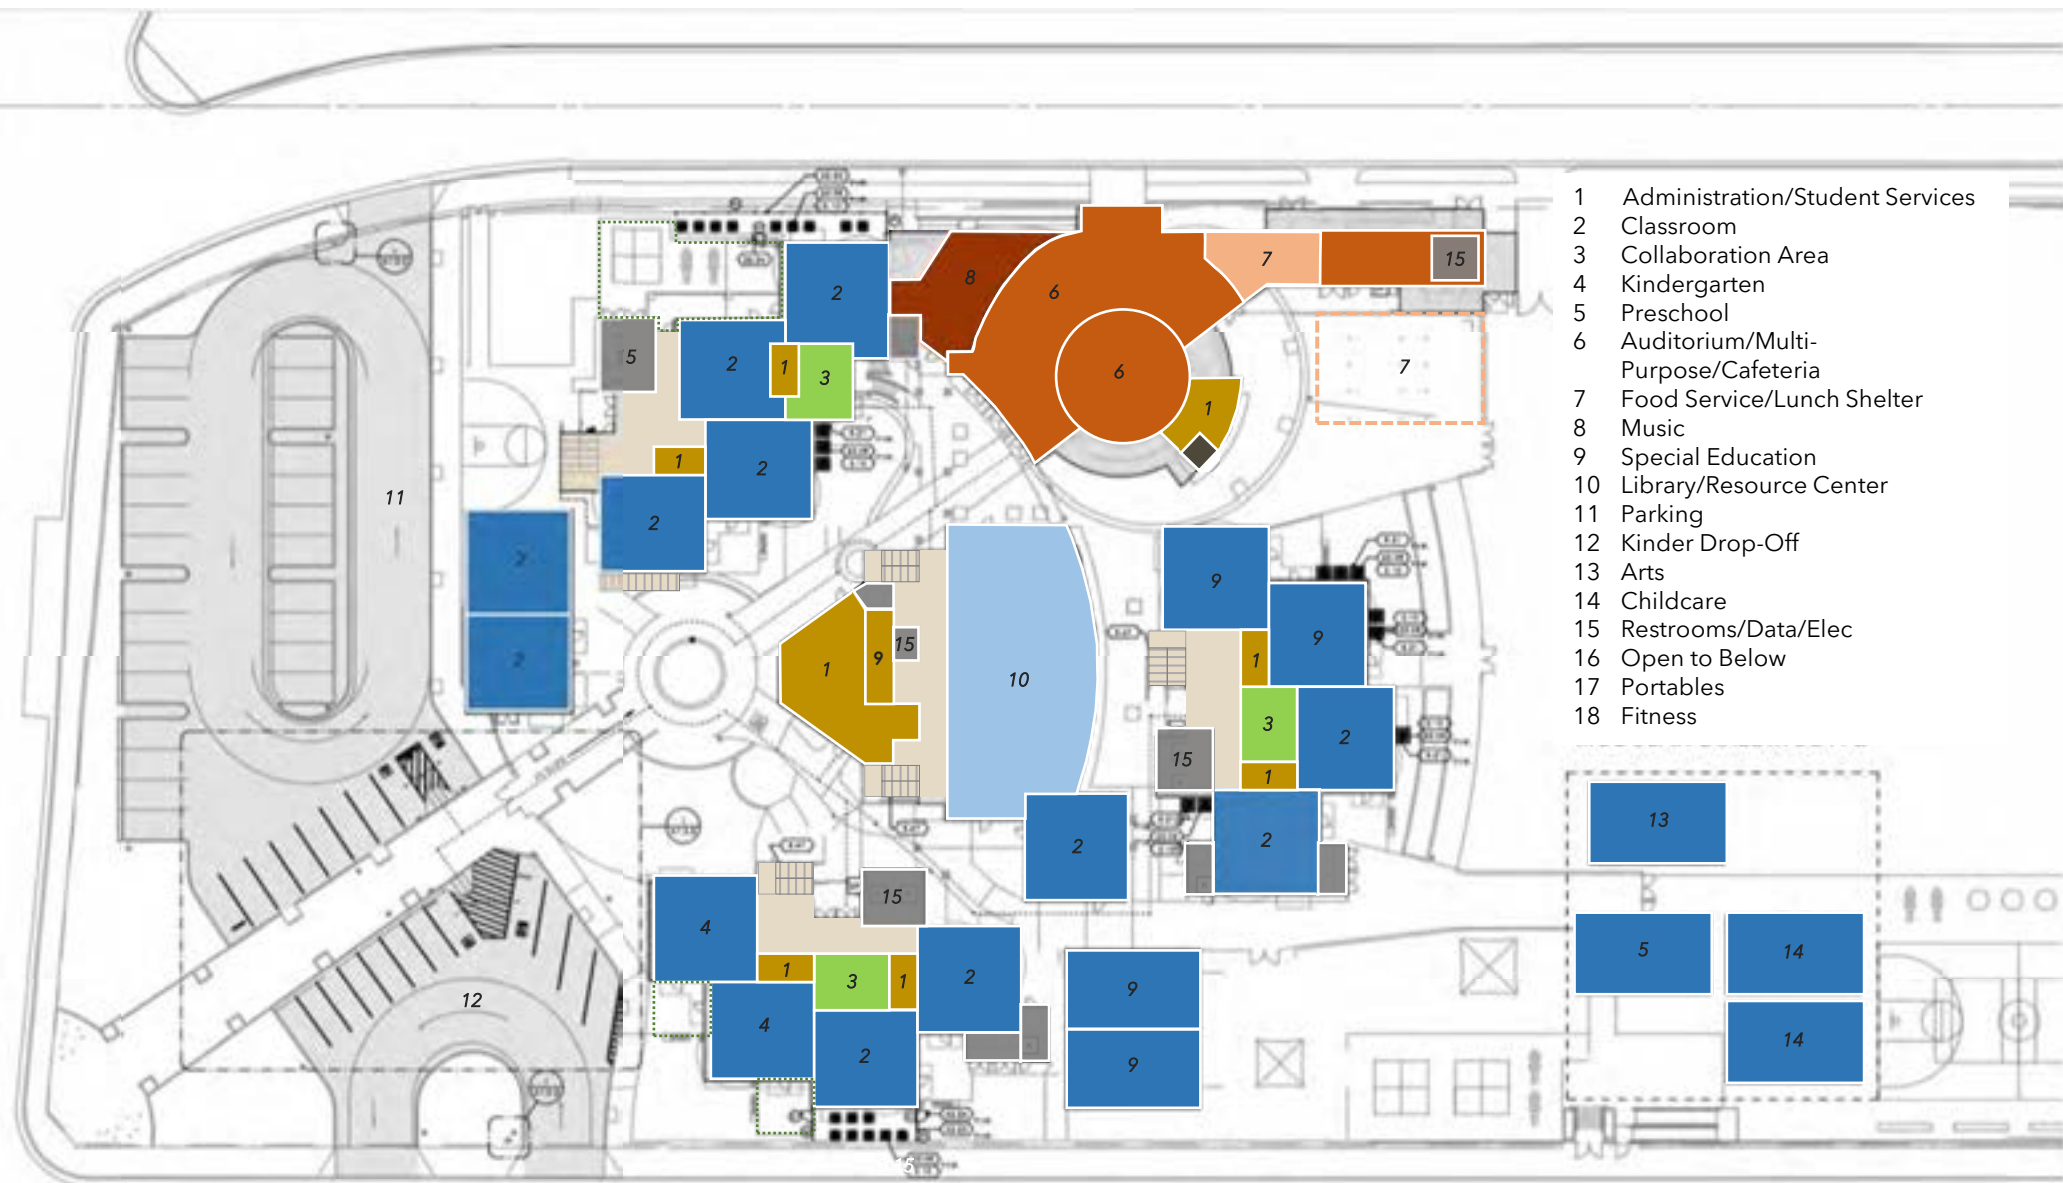 1 Administration/Student Services
2 Classroom
3 Collaboration Area
4 Kindergarten
5 Preschool
6 Auditorium/Multi-
Purpose/Cafeteria
7 Food Service/Lunch Shelter
8 Music
9 Special Education
10 Library/Resource Center
11 Parking
12 Kinder Drop-Off
13 Arts
14 Childcare
15 Restrooms/Data/Elec
16 Open to Below
17 Portables
18 Fitness
2
8
6
7
15
5
2
1
3
6
7
1
1
2
2
11
2
2
9
9
1
9
15
10
1
3
2
15
1
2
2
13
4
15
1
3
1
2
9
5
14
12
4
2
9
14
15